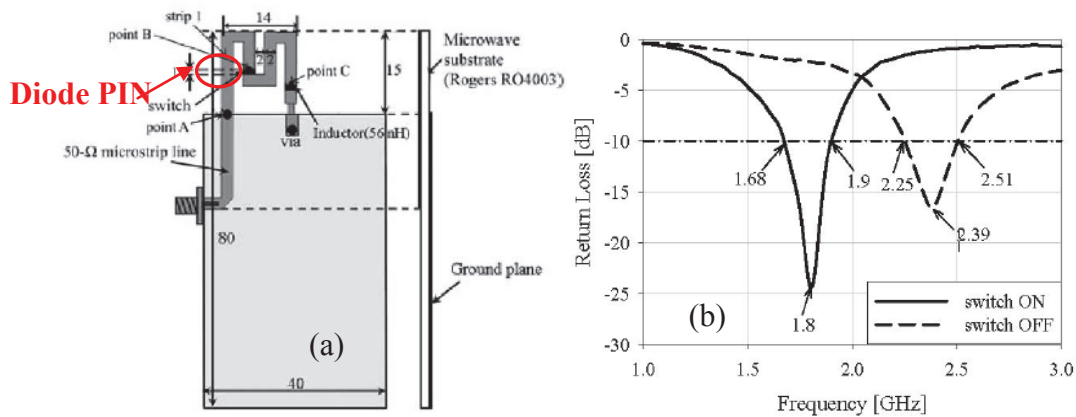 strip 1
14
point B
Diode PIN
2 2
switch
point A
50-Ω microstrip line
point C
15
Inductor(56nH)
via
80
40
(a)
Microwave
substrate
(Rogers RO4003)
Ground plane
Return Loss [dB]
0
-5
-10
-15
-20
-25
-30
1.68
1.9
2.25
2.51
2.39
1.8
(b)
switch ON
switch OFF
1.0
1.5
2.0
2.5
3.0
Frequency [GHz]